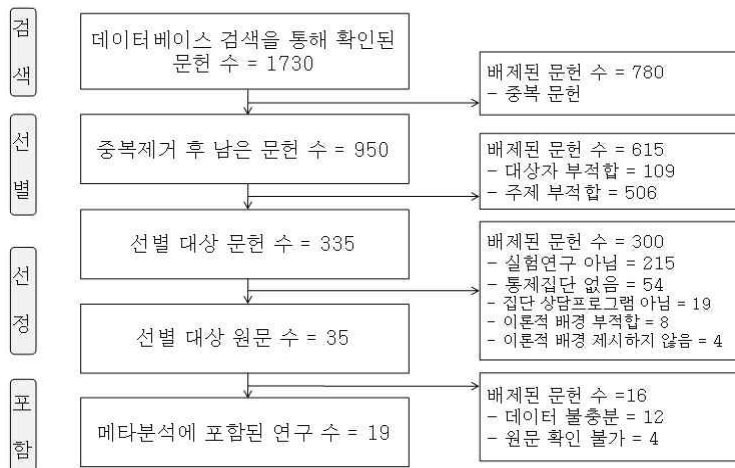 검색
데이터베이스 검색을 통해 확인된
문헌 수 = 1730
배제된 문헌 수 = 780
- 중복 문헌
선별
중복제거 후 남은 문헌 수 = 950
배제된 문헌 수 = 615
- 대상자 부적합 = 109
- 주제 부적합 = 506
선정
선별 대상 문헌 수 = 335
배제된 문헌 수 = 300
- 실험연구 아님 = 215
- 통제집단 없음 = 54
- 집단 상담프로그램 아님 = 19
- 이론적 배경 부적합 = 8
- 이론적 배경 제시하지 않음 = 4
선별 대상 원문 수 = 35
포함
배제된 문헌 수 =16
- 데이터 불충분 = 12
- 원문 확인 불가 = 4
메타분석에 포함된 연구 수 = 19